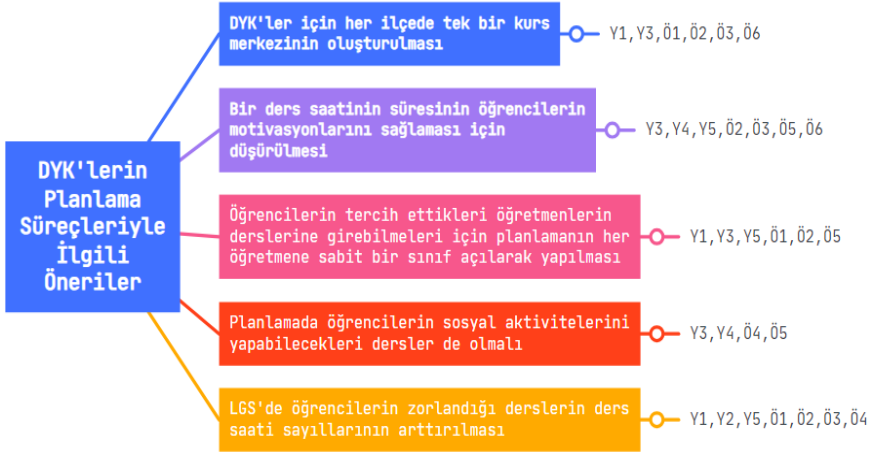 DYK'lerin
Planlama
Süreçleriyle
İlgili
Öneriler
DYK'ler için her ilçede tek bir kurs
merkezinin oluşturulması
Y1,Y3,Ö1,Ö2,Ö3,Ö6
Bir ders saatinin süresinin öğrencilerin
motivasyonlarını sağlaması için
düşürülmesi
Y3,Y4,Y5,Ö2,Ö3,Ö5,Ö6
Öğrencilerin tercih ettikleri öğretmenlerin
derslerine girebilmeleri için planlamanın her
öğretmene sabit bir sınıf açılarak yapılması
Y1,Y3,Y5,Ö1,Ö2,Ö5
Planlamada öğrencilerin sosyal aktivitelerini
yapabilecekleri dersler de olmalı
Y3,Y4,Ö4,Ö5
LGS'de öğrencilerin zorlandığı derslerin ders
saati sayıllarının arttırılması
Y1,Y2,Y5,Ö1,Ö2,Ö3,Ö4